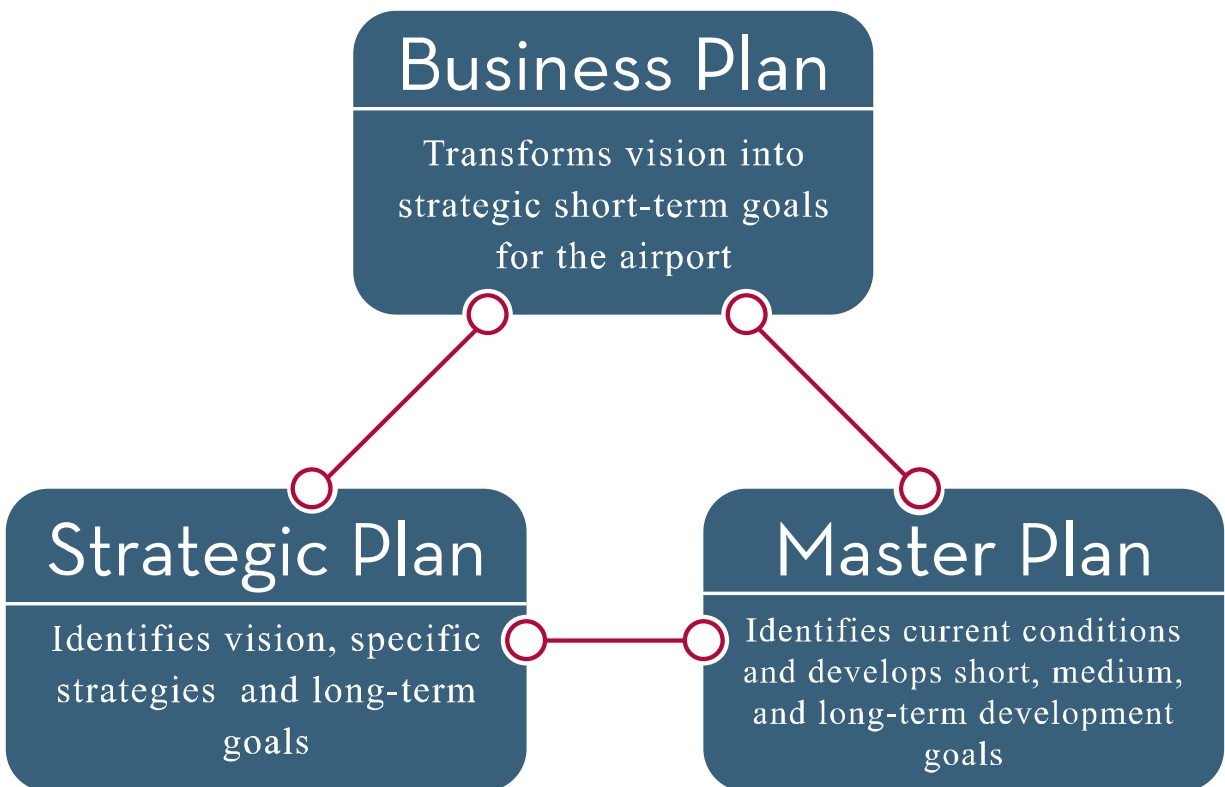 Business Plan
Transforms vision into
strategic short-term goals
for the airport
Strategic Plan
Identifies vision, specific
strategies and long-term
goals
Master Plan
Identifies current conditions
and develops short, medium,
and long-term development
goals